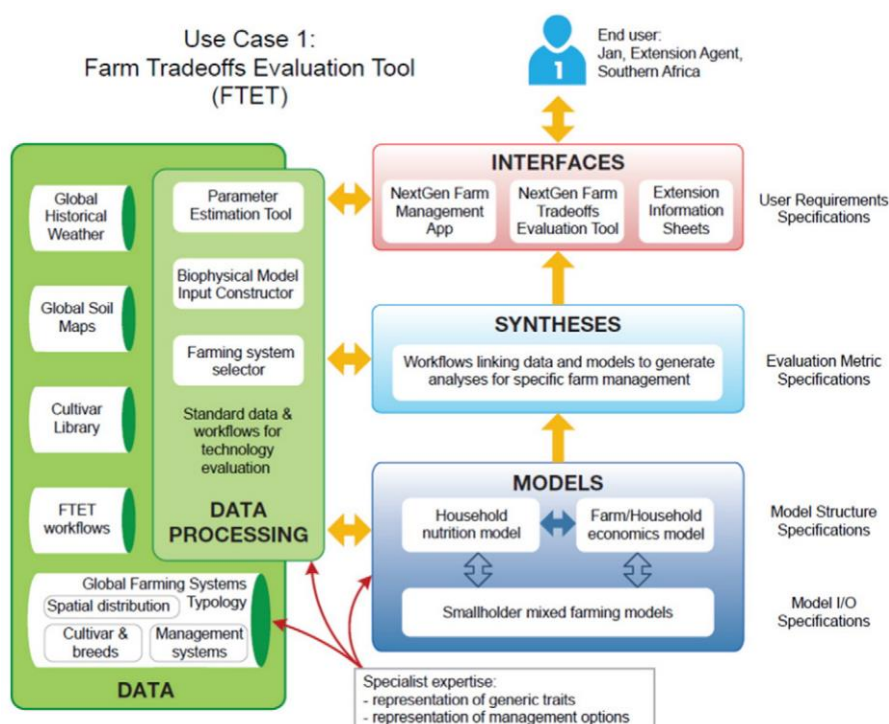 Use Case 1:
Farm Tradeoffs Evaluation Tool
(FTET)
1
End user:
Jan, Extension Agent,
Southern Africa
INTERFACES
NextGen Farm
Management
App
NextGen Farm
Tradeoffs
Evaluation Tool
Extension
Information
Sheets
User Requirements
Specifications
SYNTHESES
Workflows linking data and models to generate
analyses for specific farm management
Evaluation Metric
Specifications
MODELS
Household
nutrition model
Farm/Household
economics model
Smallholder mixed farming models
Model Structure
Specifications
Model I/O
Specifications
Global
Historical
Weather
Global Soil
Maps
Cultivar
Library
FTET
workflows
Global Farming Systems
Typology
Spatial distribution
Cultivar &
breeds
Management
systems
DATA
Parameter
Estimation Tool
Biophysical Model
Input Constructor
Farming system
selector
Standard data &
workflows for
technology
evaluation
DATA
PROCESSING
Specialist expertise:
- representation of generic traits
- representation of management options